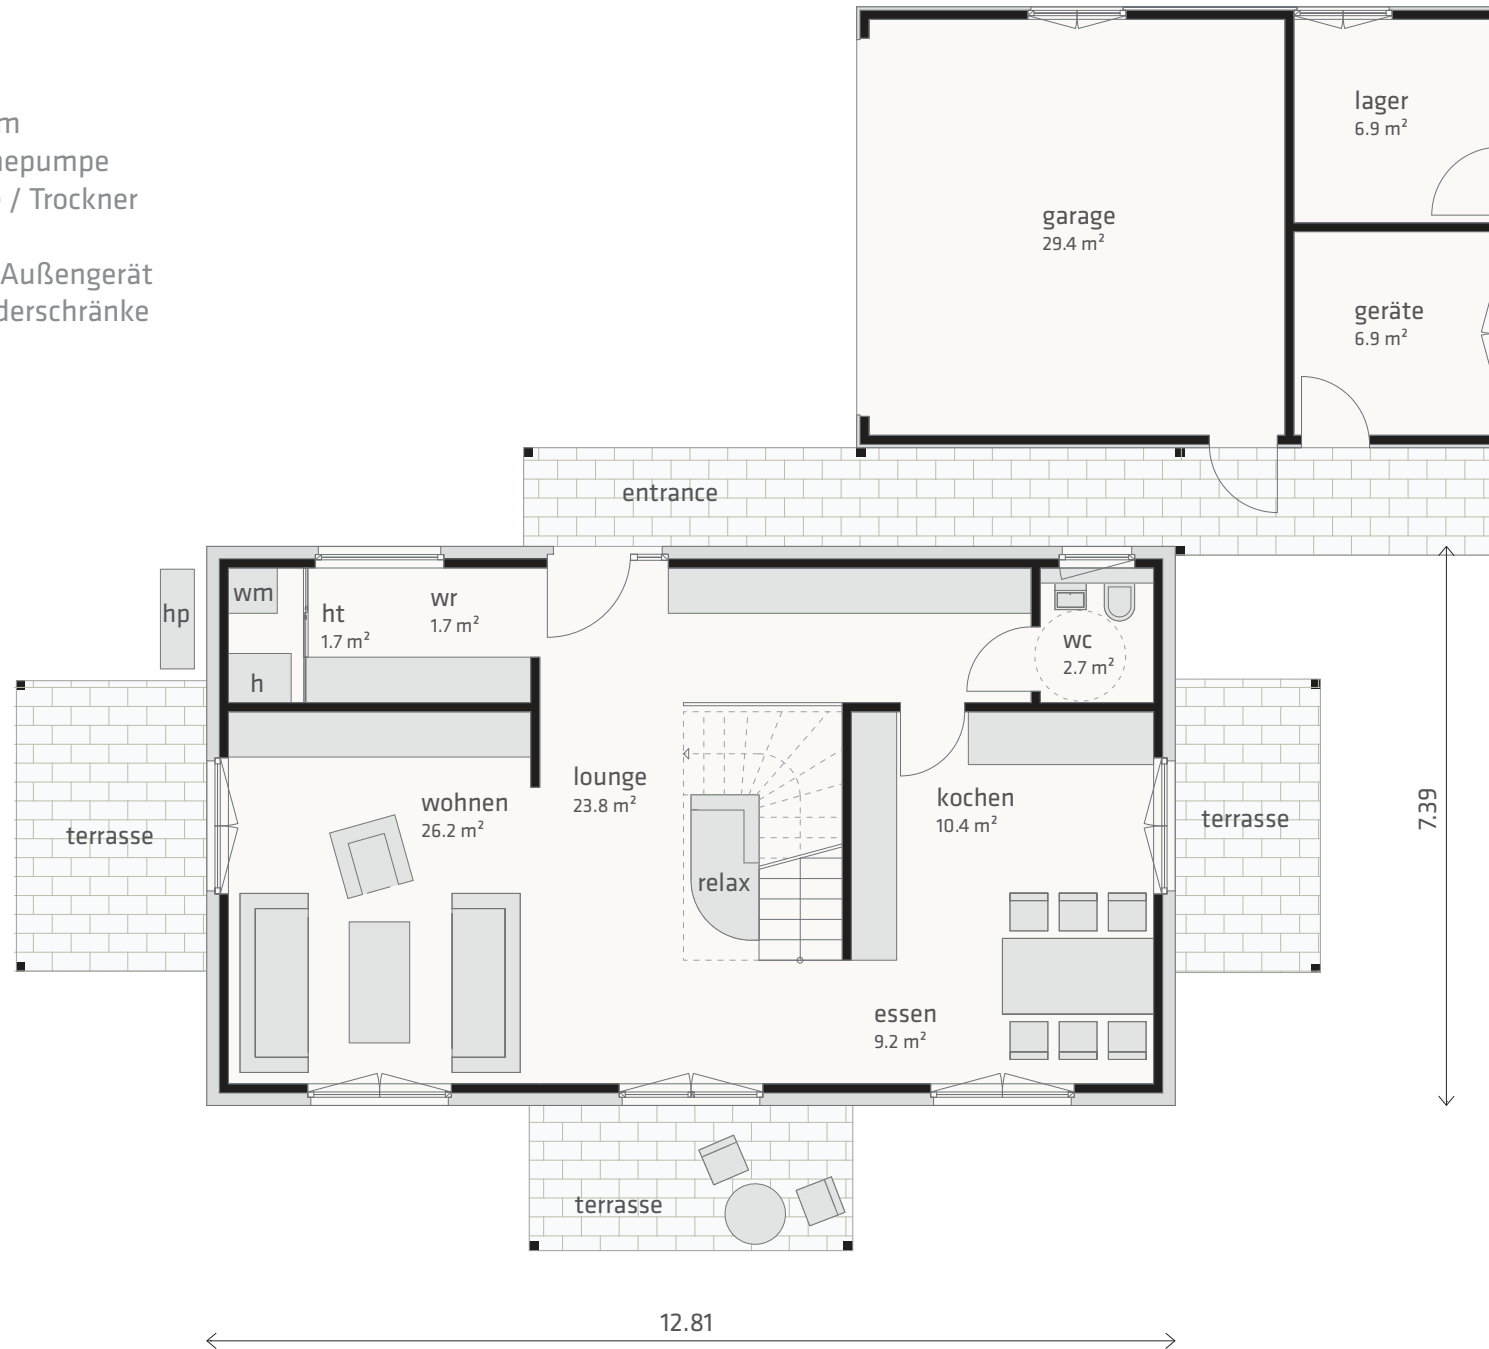 m
nepumpe
/ Trockner
Außengerät
derschränke
lager
6.9 m²
garage
29.4 m²
geräte
6.9 m²
entrance
wm
hp
ht
1.7 m²
wr
1.7 m²
wc
2.7 m²
h
lounge
23.8 m²
wohnen
26.2 m²
kochen
10.4 m²
terrasse
terrasse
7.39
relax
essen
9.2 m²
terrasse
12.81